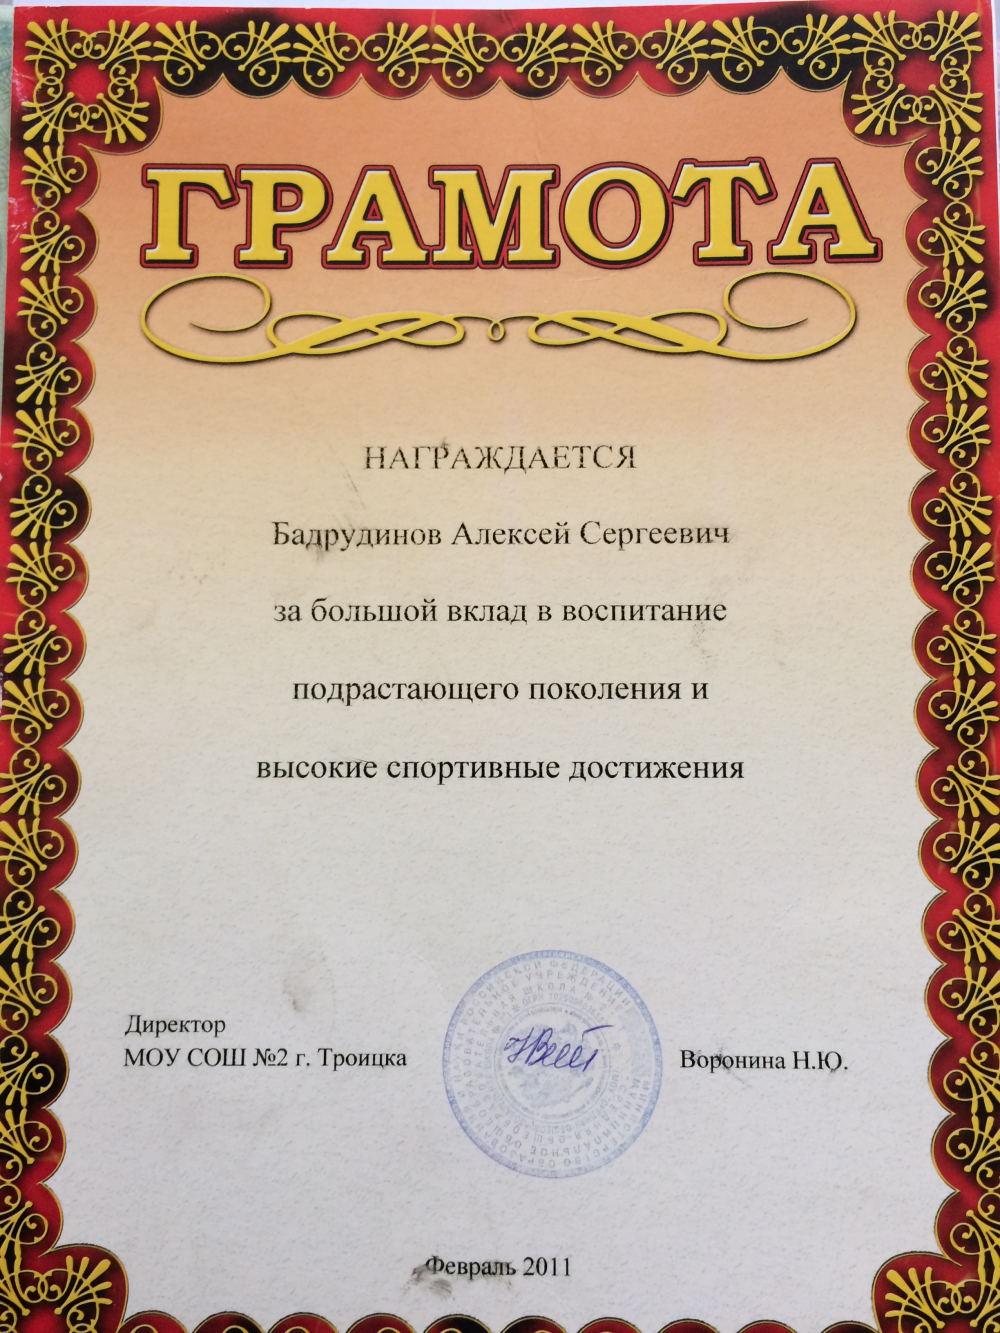 ГРАМОТА
НАГРАЖДАЕТСЯ
Бадрудинов Алексей Сергеевич
за большой вклад в воспитание
подрастающего поколения и
высокие спортивные достижения
Директор
МОУ СОШ №2 г. Троицка
Воронина Н.Ю.
Февраль 2011